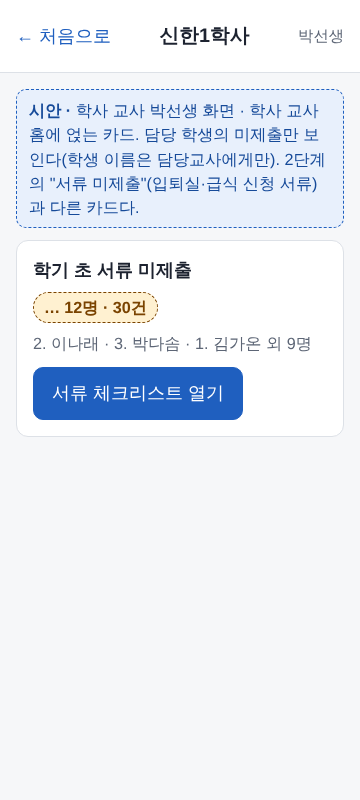 ← 처음으로
신한1학사
박선생
시안 · 학사 교사 박선생 화면 · 학사 교사
홈에 얹는 카드. 담당 학생의 미제출만 보
인다(학생 이름은 담당교사에게만). 2단계
의 "서류 미제출"(입퇴실·급식 신청 서류)
과 다른 카드다.
학기 초 서류 미제출
… 12명 · 30건
2. 이나래 · 3. 박다솜 · 1. 김가온 외 9명
서류 체크리스트 열기